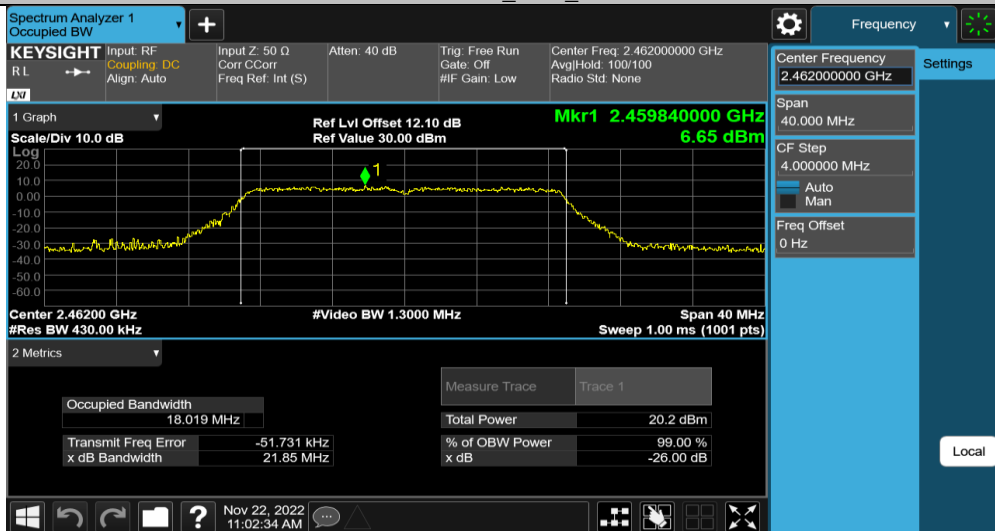 Spectrum Analyzer 1
Occupied BW
+
Frequency
KEYSIGHT
R L
LXI
Input: RF
Coupling: DC
Align: Auto
Input Z: 50 Ω
Corr CCorr
Freq Ref: Int (S)
Atten: 40 dB
Trig: Free Run
Gate: Off
#IF Gain: Low
Center Freq: 2.462000000 GHz
Avg|Hold: 100/100
Radio Std: None
1 Graph
Scale/Div 10.0 dB
Ref Lvl Offset 12.10 dB
Ref Value 30.00 dBm
Mkr1 2.459840000 GHz
6.65 dBm
Log
20.0
10.0
0.00
-10.0
-20.0
-30.0
-40.0
-50.0
-60.0
1
Center 2.46200 GHz
#Res BW 430.00 kHz
#Video BW 1.3000 MHz
Span 40 MHz
Sweep 1.00 ms (1001 pts)
2 Metrics
Measure Trace Trace 1
Occupied Bandwidth
18.019 MHz
Total Power 20.2 dBm
Transmit Freq Error -51.731 kHz
% of OBW Power 99.00 %
x dB Bandwidth 21.85 MHz
x dB -26.00 dB
Center Frequency
2.462000000 GHz
Settings
Span
40.000 MHz
CF Step
4.000000 MHz
Auto
Man
Freq Offset
0 Hz
Local
?
Nov 22, 2022
11:02:34 AM